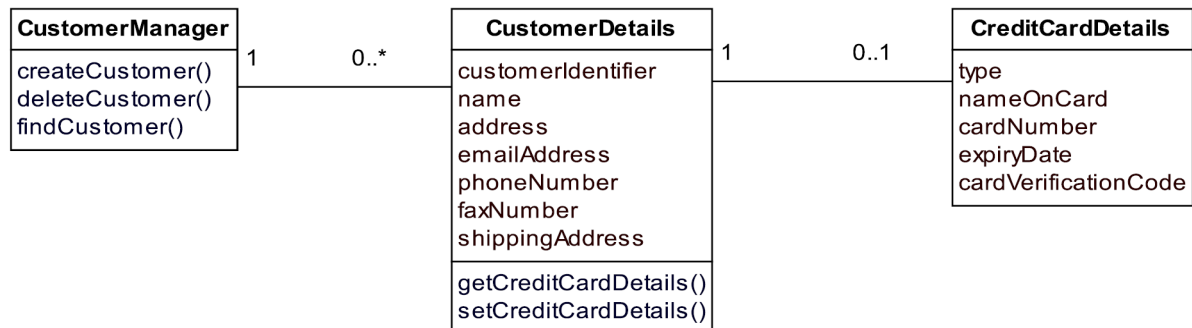 CustomerManager
createCustomer()
deleteCustomer()
findCustomer()
1
0..*
CustomerDetails
customerIdentifier
name
address
emailAddress
phoneNumber
faxNumber
shippingAddress
getCreditCardDetails()
setCreditCardDetails()
1
0..1
CreditCardDetails
type
nameOnCard
cardNumber
expiryDate
cardVerificationCode